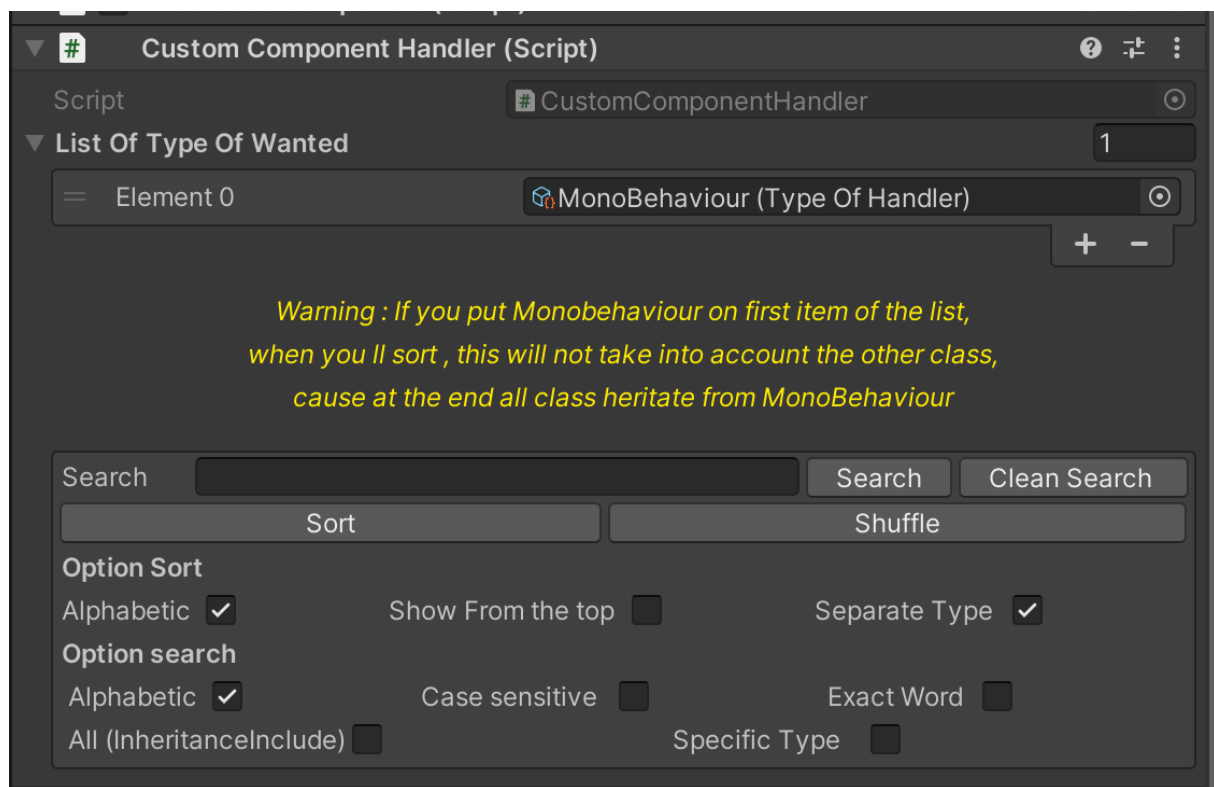 Custom Component Handler (Script)
Script
# CustomComponentHandler
List Of Type Of Wanted
1
Element 0
MonoBehaviour (Type Of Handler)
+ -
Warning : If you put Monobehaviour on first item of the list,
when you ll sort , this will not take into account the other class,
cause at the end all class heritate from MonoBehaviour
Search
Search
Clean Search
Sort
Shuffle
Option Sort
Alphabetic
Show From the top
Separate Type
Option search
Alphabetic
Case sensitive
Exact Word
All (InheritanceInclude)
Specific Type